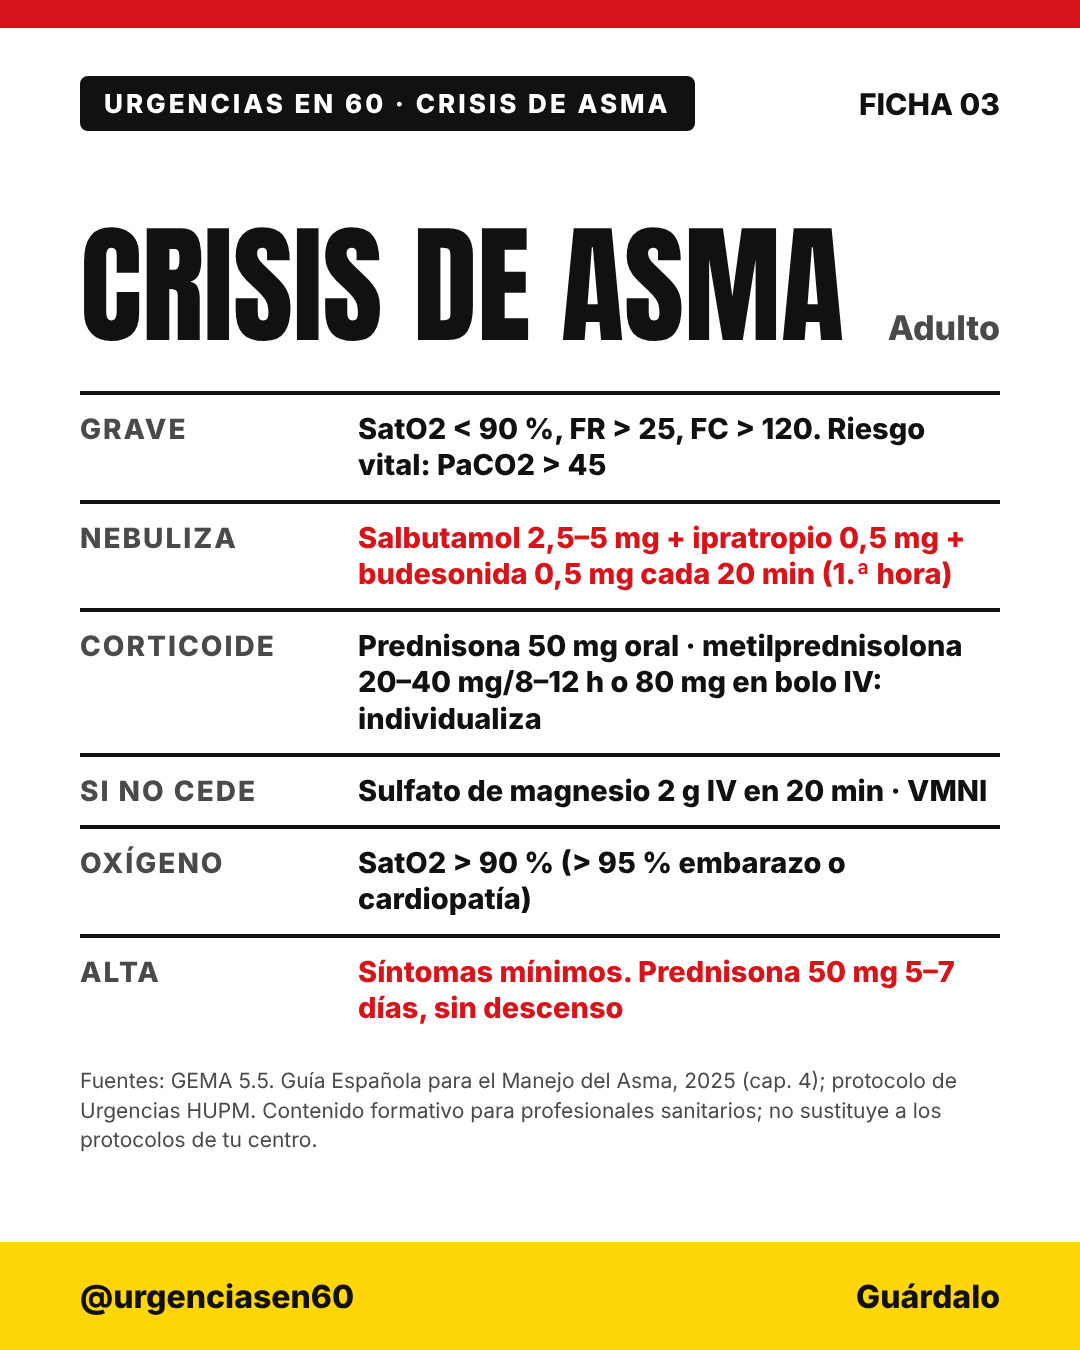 URGENCIAS EN 60 · CRISIS DE ASMA
FICHA 03
CRISIS DE ASMA
Adulto
GRAVE
SatO2 < 90 %, FR > 25, FC > 120. Riesgo
vital: PaCO2 > 45
NEBULIZA
Salbutamol 2,5–5 mg + ipratropio 0,5 mg +
budesonida 0,5 mg cada 20 min (1.ª hora)
CORTICOIDE
Prednisona 50 mg oral · metilprednisolona
20–40 mg/8–12 h o 80 mg en bolo IV:
individualiza
SI NO CEDE
Sulfato de magnesio 2 g IV en 20 min · VMNI
OXÍGENO
SatO2 > 90 % (> 95 % embarazo o
cardiopatía)
ALTA
Síntomas mínimos. Prednisona 50 mg 5–7
días, sin descenso
Fuentes: GEMA 5.5. Guía Española para el Manejo del Asma, 2025 (cap. 4); protocolo de
Urgencias HUPM. Contenido formativo para profesionales sanitarios; no sustituye a los
protocolos de tu centro.
@urgenciasen60
Guárdalo